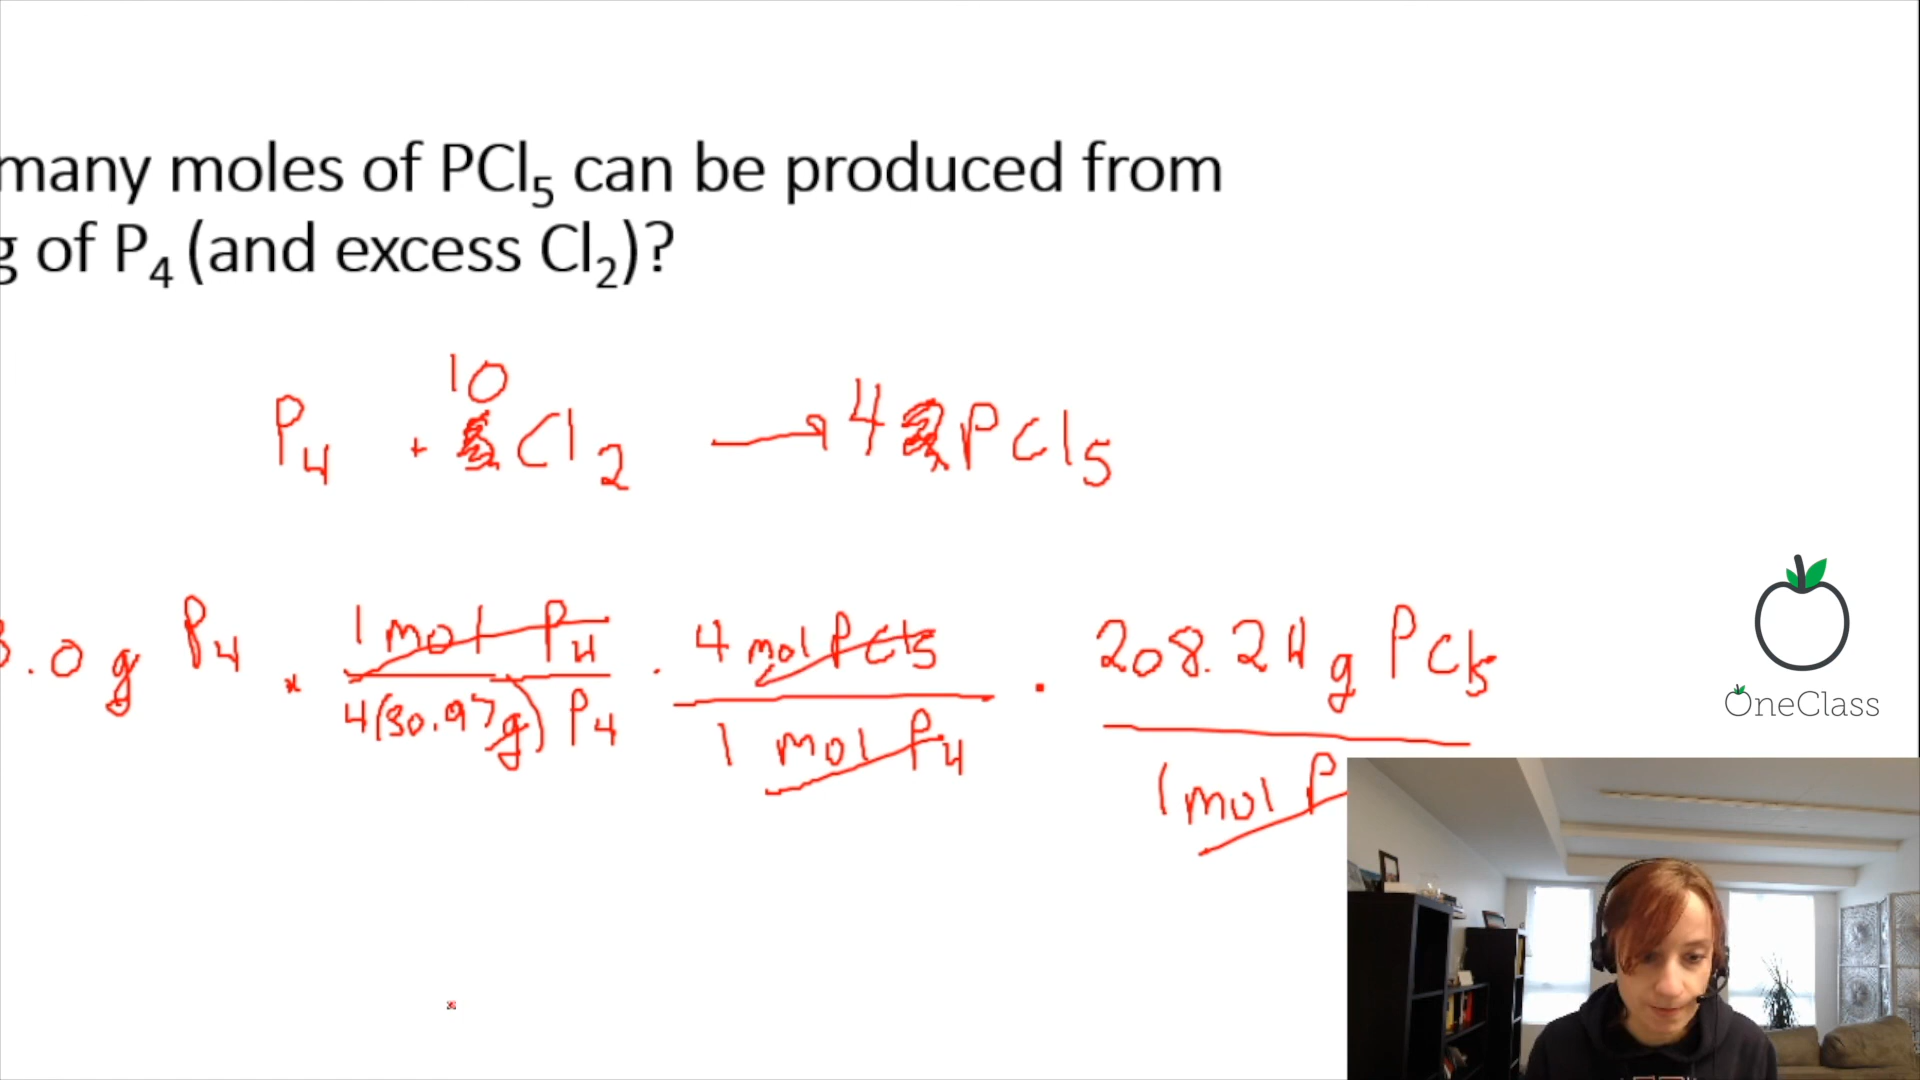 many moles of PCl5 can be produced from
g of P4 (and excess Cl2)?
P4 + 10 Cl2 → 4 PCl5
.0 g P4 × 1 mol P4 / 4(30.97g) P4 · 4 mol PCl5 / 1 mol P4 · 208.24 g PCl5 / 1 mol P
OneClass